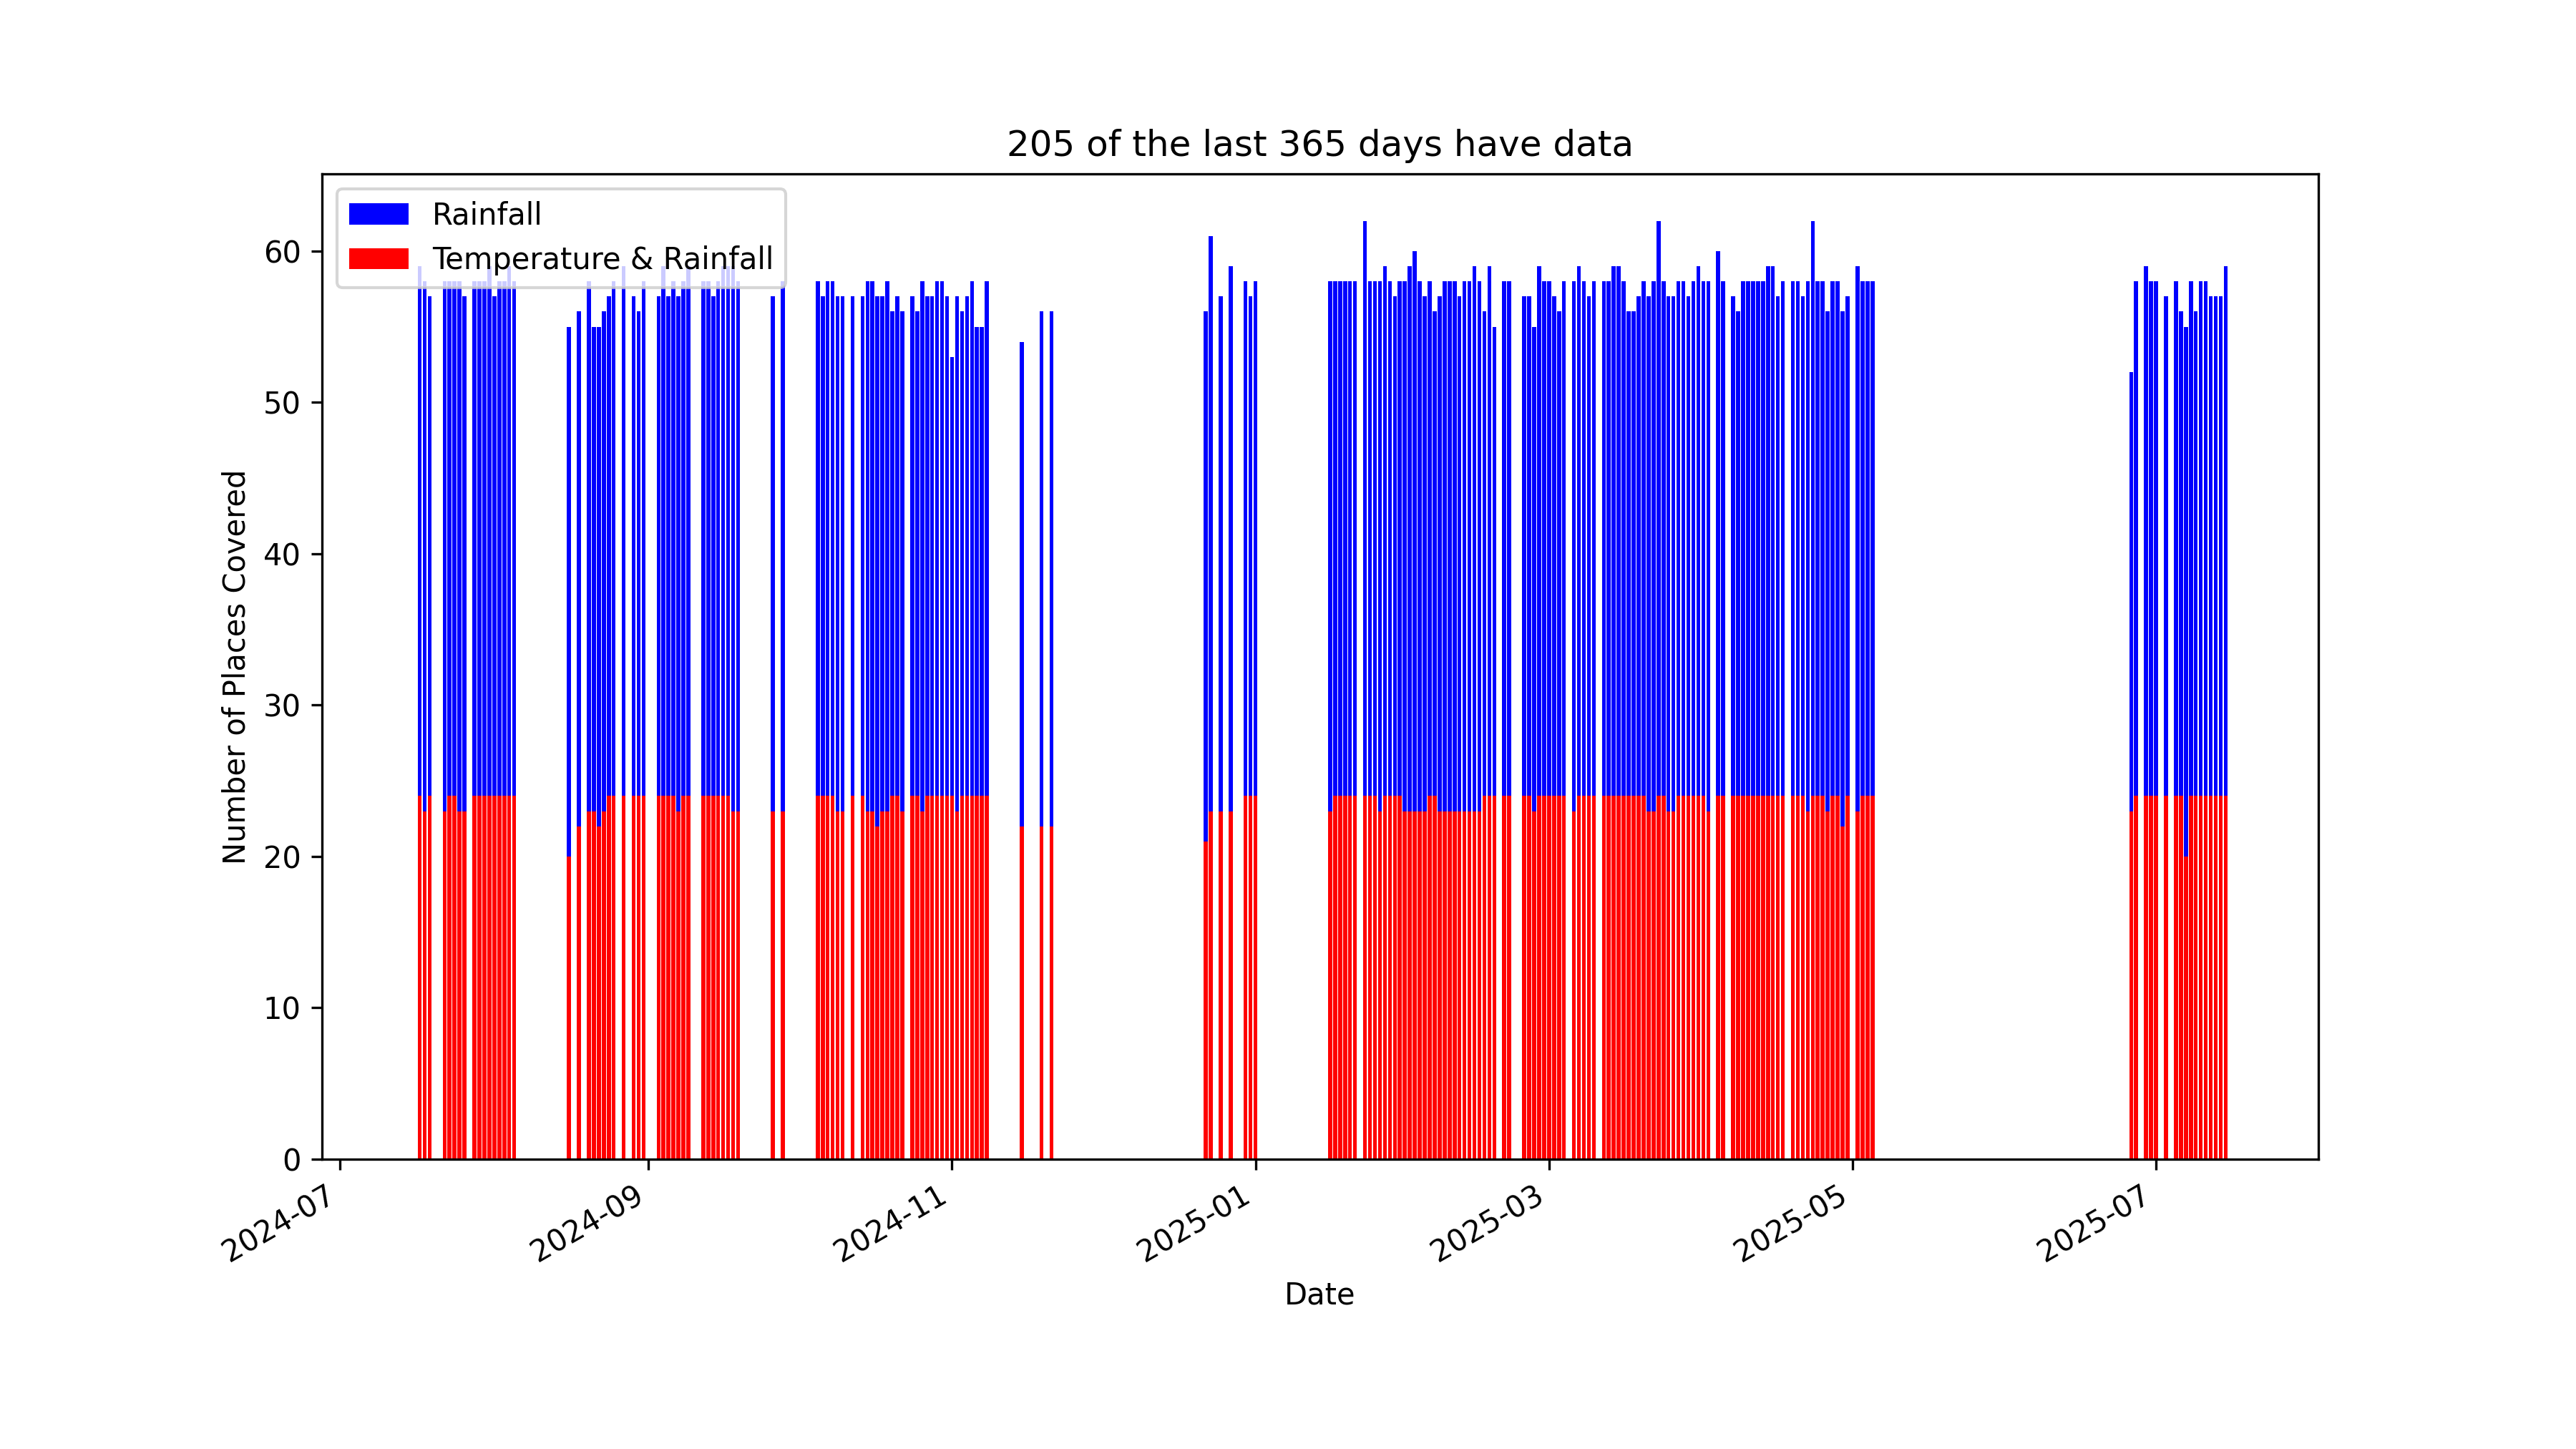 205 of the last 365 days have data
Rainfall
Temperature & Rainfall
Number of Places Covered
60
50
40
30
20
10
0
2024-07
2024-09
2024-11
2025-01
2025-03
2025-05
2025-07
Date